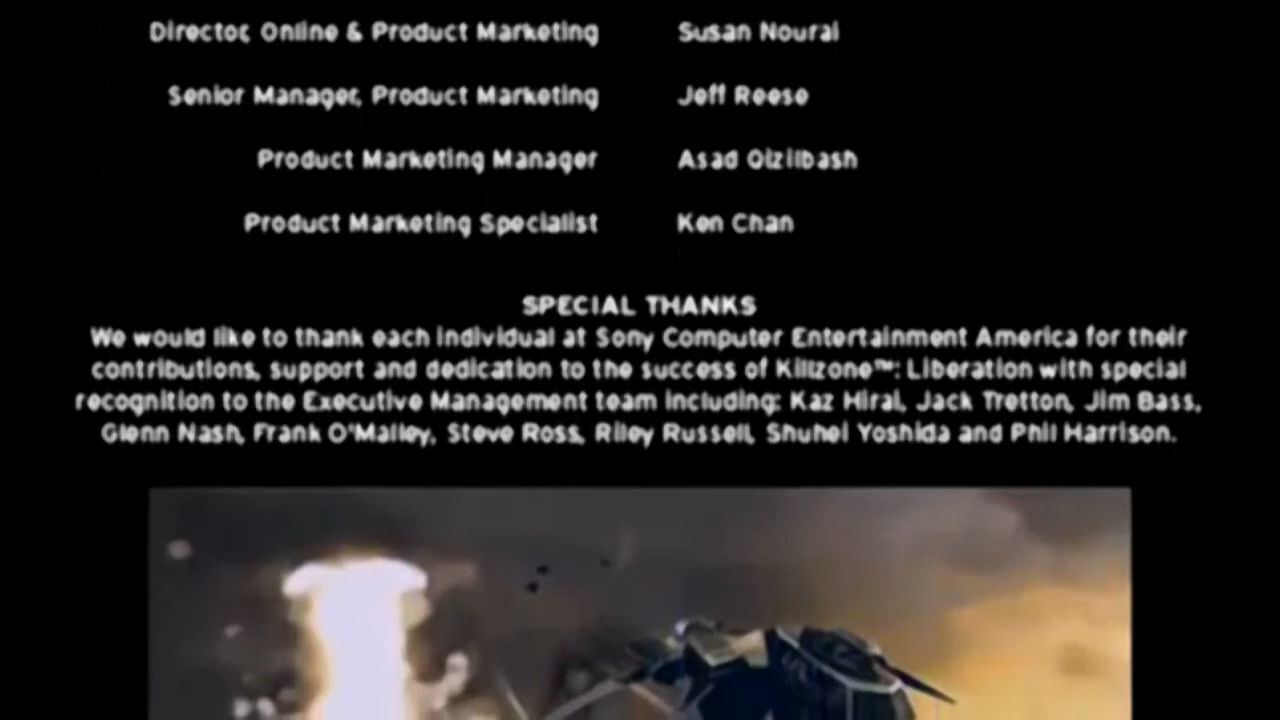 Director, Online & Product Marketing Susan Nourai
Senior Manager, Product Marketing Jeff Reese
Product Marketing Manager Asad Qizilbash
Product Marketing Specialist Ken Chan
SPECIAL THANKS
We would like to thank each individual at Sony Computer Entertainment America for their
contributions, support and dedication to the success of Killzone™: Liberation with special
recognition to the Executive Management team including: Kaz Hirai, Jack Tretton, Jim Bass,
Glenn Nash, Frank O'Malley, Steve Ross, Riley Russell, Shuhei Yoshida and Phil Harrison.